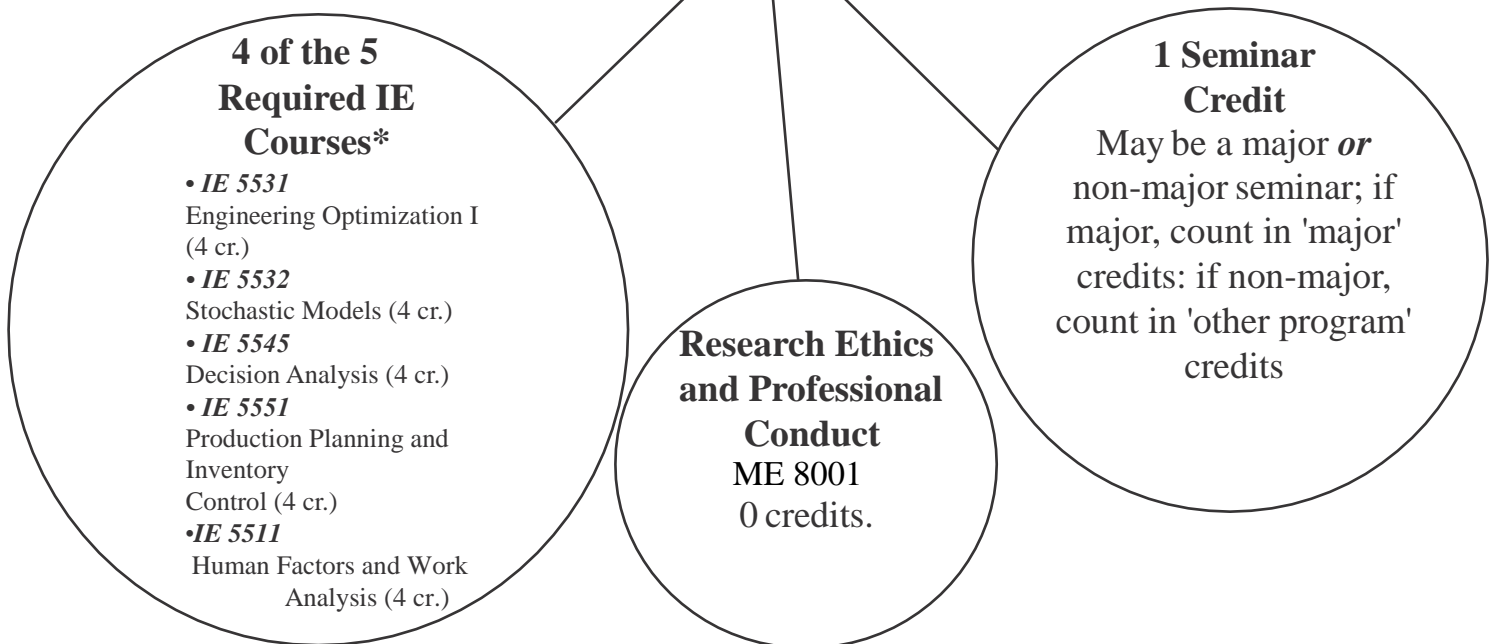 4 of the 5
Required IE
Courses*
• IE 5531
Engineering Optimization I
(4 cr.)
• IE 5532
Stochastic Models (4 cr.)
• IE 5545
Decision Analysis (4 cr.)
• IE 5551
Production Planning and
Inventory
Control (4 cr.)
•IE 5511
Human Factors and Work
Analysis (4 cr.)
Research Ethics
and Professional
Conduct
ME 8001
0 credits.
1 Seminar
Credit
May be a major or
non-major seminar; if
major, count in 'major'
credits: if non-major,
count in 'other program'
credits